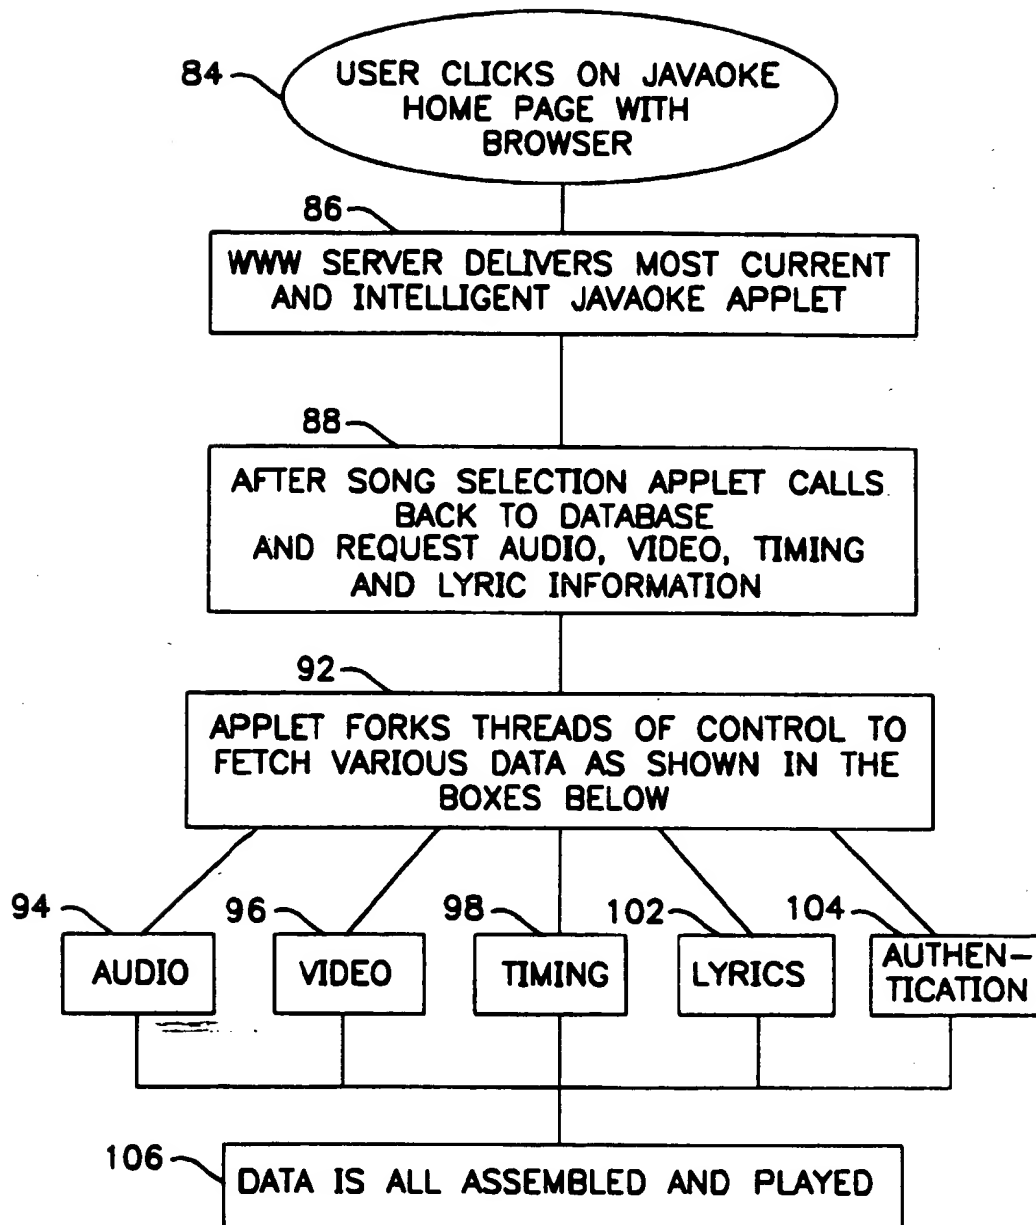 84
USER CLICKS ON JAVAOKE
HOME PAGE WITH
BROWSER
86
WWW SERVER DELIVERS MOST CURRENT
AND INTELLIGENT JAVAOKE APPLET
88
AFTER SONG SELECTION APPLET CALLS
BACK TO DATABASE
AND REQUEST AUDIO, VIDEO, TIMING
AND LYRIC INFORMATION
92
APPLET FORKS THREADS OF CONTROL TO
FETCH VARIOUS DATA AS SHOWN IN THE
BOXES BELOW
94
AUDIO
96
VIDEO
98
TIMING
102
LYRICS
104
AUTHEN-
TICATION
106
DATA IS ALL ASSEMBLED AND PLAYED